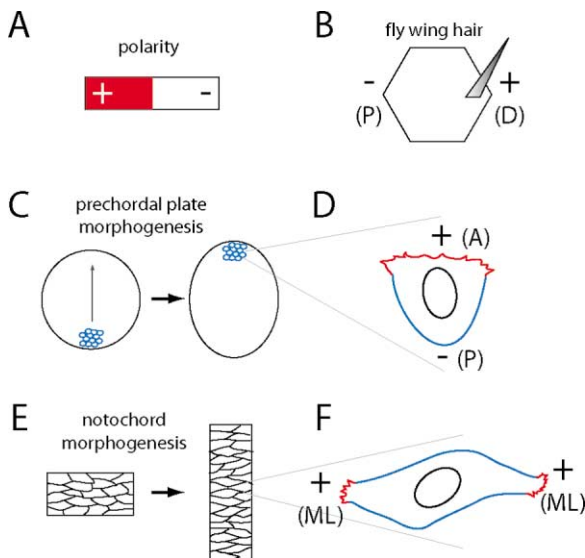 A
polarity
+ -
B
fly wing hair
- +
(P) (D)
C
prechordal plate
morphogenesis
D
+ (A)
- (P)
E
notochord
morphogenesis
F
+ +
(ML) (ML)